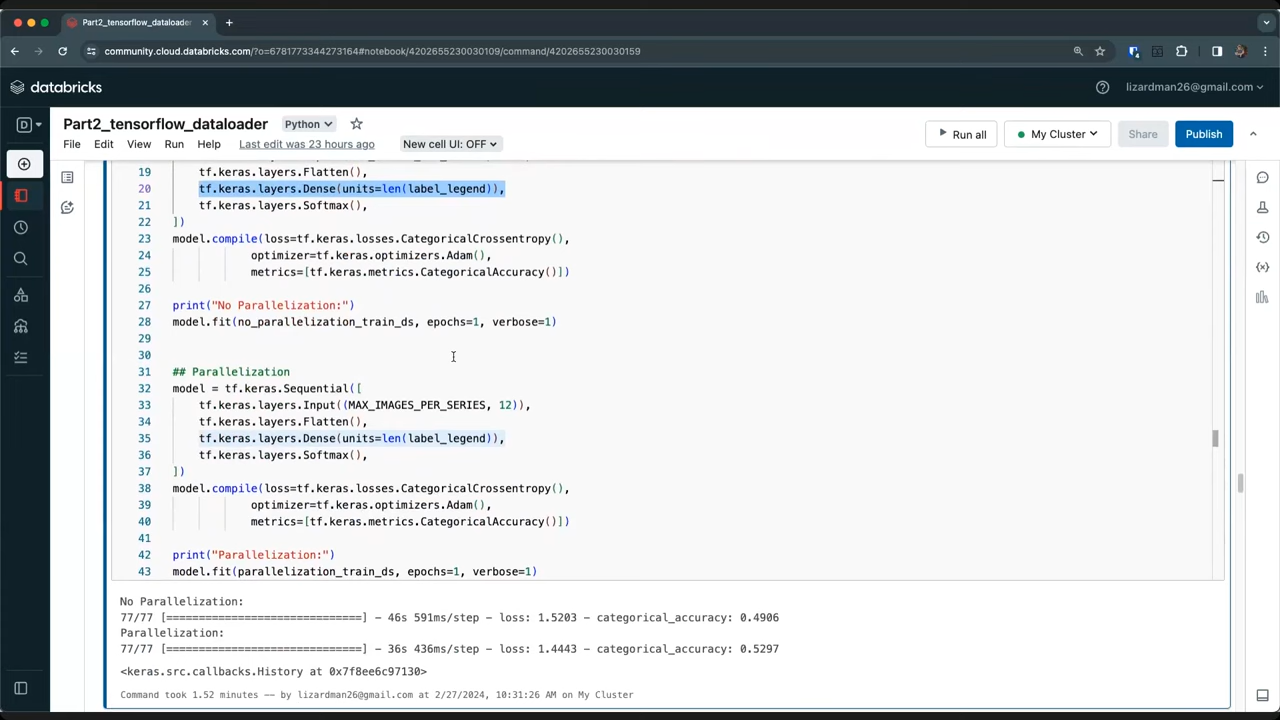 Part2_tensorflow_dataloader
community.cloud.databricks.com/?o=6781773344273164#notebook/4202655230030109/command/4202655230030159
databricks
lizardman26@gmail.com
D
Part2_tensorflow_dataloader Python
Run all My Cluster Share Publish
File Edit View Run Help Last edit was 23 hours ago New cell UI: OFF
19 tf.keras.layers.Flatten(),
20 tf.keras.layers.Dense(units=len(label_legend)),
21 tf.keras.layers.Softmax(),
22 ])
23 model.compile(loss=tf.keras.losses.CategoricalCrossentropy(),
24 optimizer=tf.keras.optimizers.Adam(),
25 metrics=[tf.keras.metrics.CategoricalAccuracy()])
26
27 print("No Parallelization:")
28 model.fit(no_parallelization_train_ds, epochs=1, verbose=1)
29
30
31 ## Parallelization
32 model = tf.keras.Sequential([
33 tf.keras.layers.Input((MAX_IMAGES_PER_SERIES, 12)),
34 tf.keras.layers.Flatten(),
35 tf.keras.layers.Dense(units=len(label_legend)),
36 tf.keras.layers.Softmax(),
37 ])
38 model.compile(loss=tf.keras.losses.CategoricalCrossentropy(),
39 optimizer=tf.keras.optimizers.Adam(),
40 metrics=[tf.keras.metrics.CategoricalAccuracy()])
41
42 print("Parallelization:")
43 model.fit(parallelization_train_ds, epochs=1, verbose=1)
No Parallelization:
77/77 [==============================] - 46s 591ms/step - loss: 1.5203 - categorical_accuracy: 0.4906
Parallelization:
77/77 [==============================] - 36s 436ms/step - loss: 1.4443 - categorical_accuracy: 0.5297
<keras.src.callbacks.History at 0x7f8ee6c97130>
Command took 1.52 minutes -- by lizardman26@gmail.com at 2/27/2024, 10:31:26 AM on My Cluster